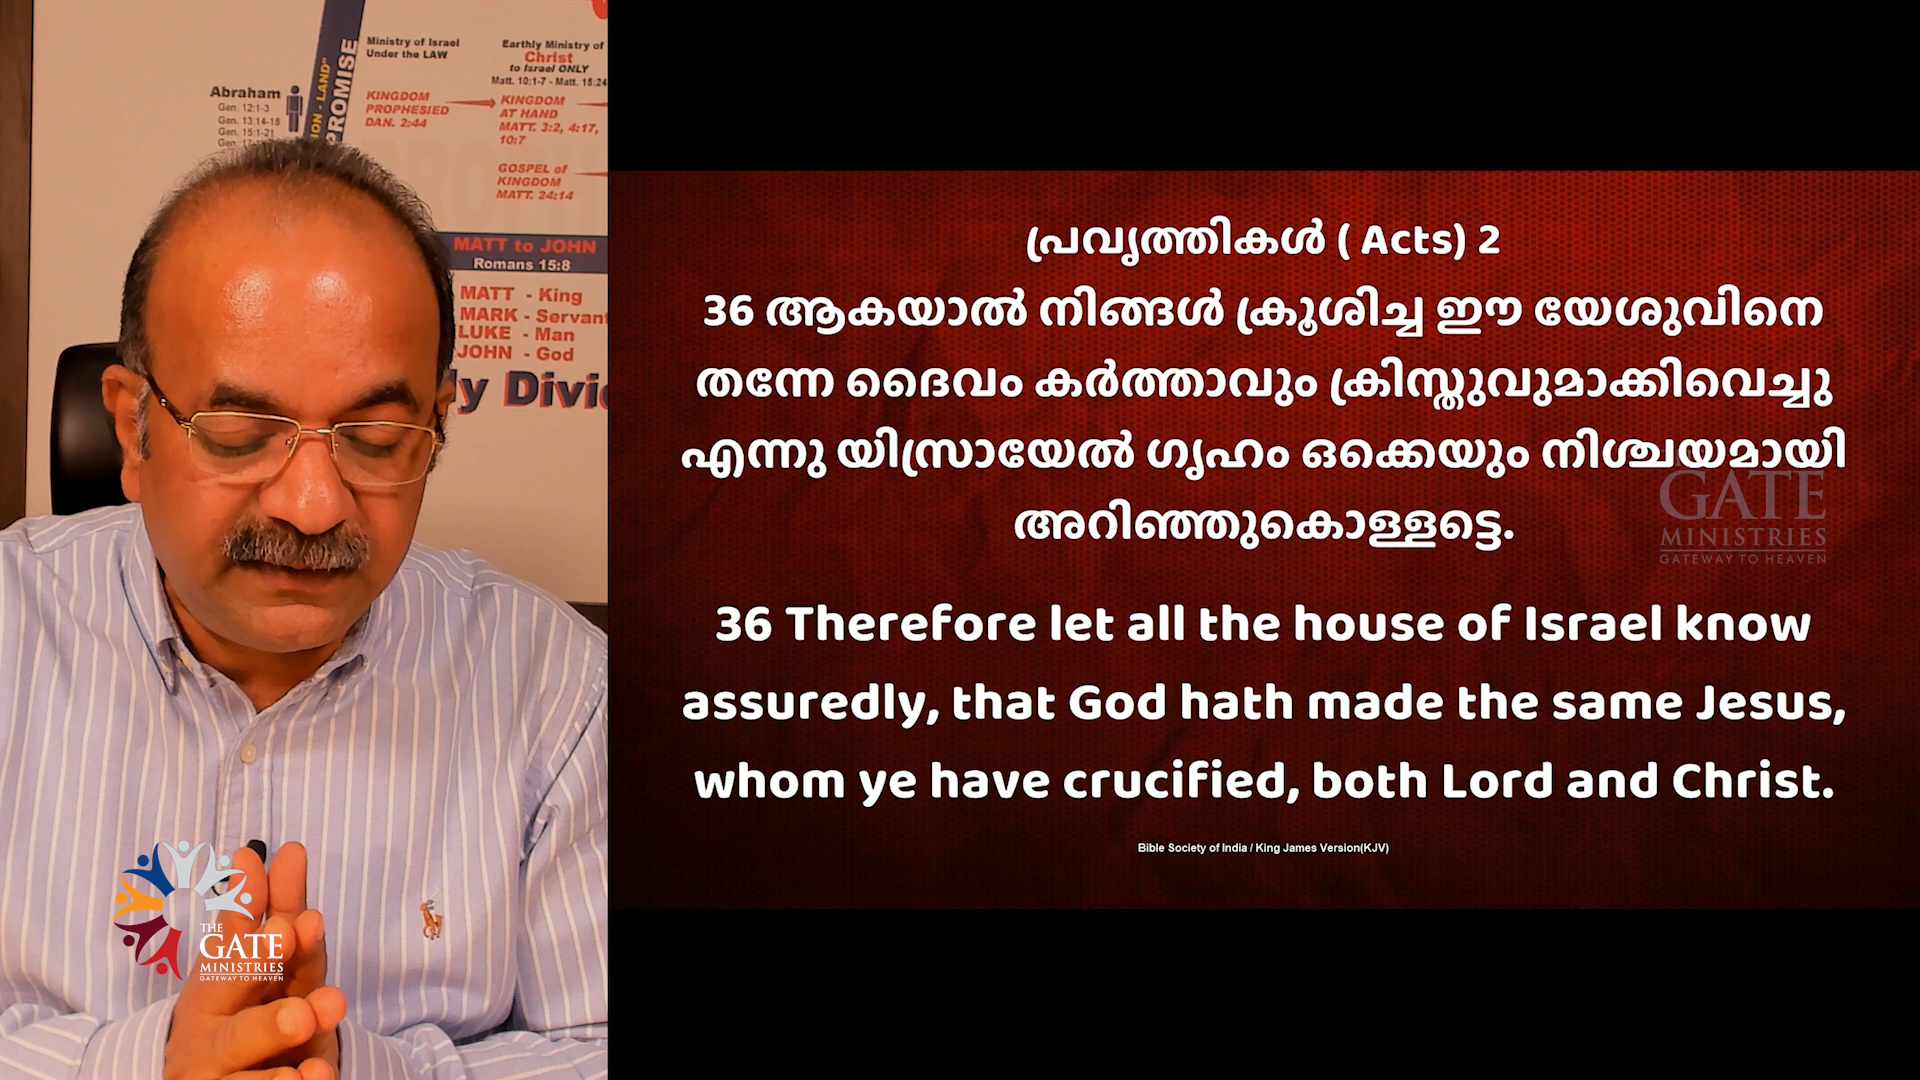 Ministry of Israel
Under the LAW
Earthly Ministry of
Christ
to Israel ONLY
Matt. 10:1-7 - Matt. 15:24
Abraham
Gen. 12:1-3
Gen. 13:14-18
Gen. 15:1-21
PROMISE
KINGDOM
PROPHESIED
DAN. 2:44
KINGDOM
AT HAND
MATT. 3:2, 4:17,
10:7
GOSPEL of
KINGDOM
MATT. 24:14
MATT to JOHN
Romans 15:8
MATT - King
MARK - Servant
LUKE - Man
JOHN - God
THE
GATE
MINISTRIES
GATEWAY TO HEAVEN
പ്രവൃത്തികൾ ( Acts) 2
36 ആകയാൽ നിങ്ങൾ ക്രൂശിച്ച ഈ യേശുവിനെ
തന്നേ ദൈവം കർത്താവും ക്രിസ്തുവുമാക്കിവെച്ചു
എന്നു യിസ്രായേൽ ഗൃഹം ഒക്കെയും നിശ്ചയമായി
അറിഞ്ഞുകൊള്ളട്ടെ.
GATE
MINISTRIES
GATEWAY TO HEAVEN
36 Therefore let all the house of Israel know
assuredly, that God hath made the same Jesus,
whom ye have crucified, both Lord and Christ.
Bible Society of India / King James Version(KJV)